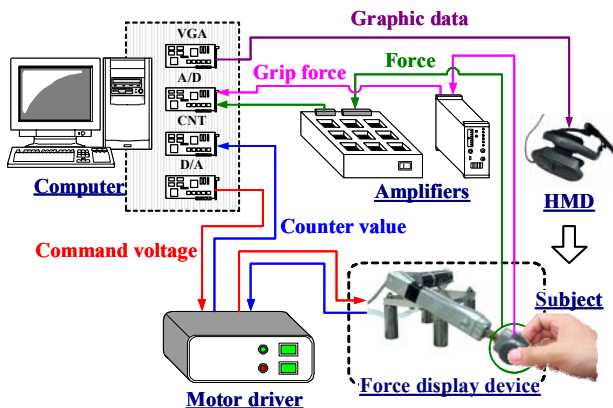 VGA
Graphic data
A/D
Grip force
Force
CNT
D/A
Computer
Amplifiers
HMD
Counter value
Command voltage
Subject
Force display device
Motor driver